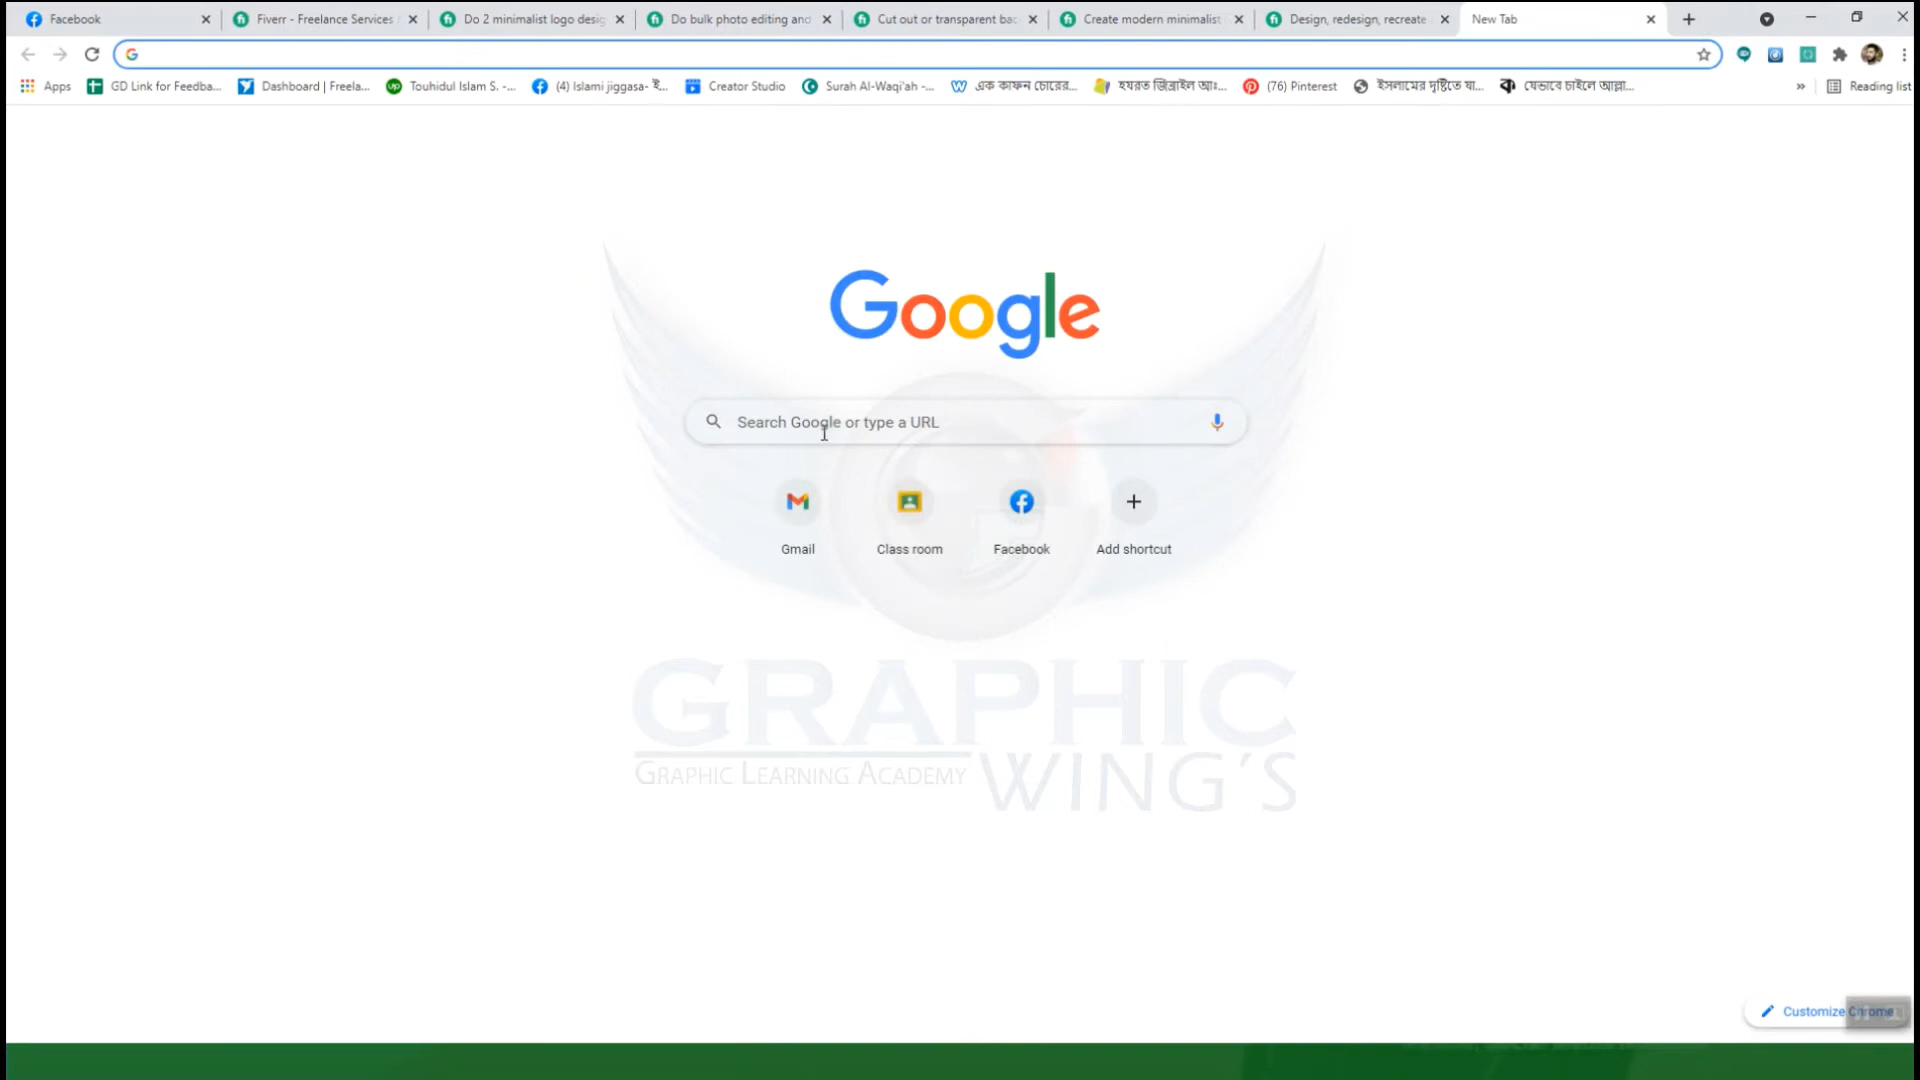 Facebook
Fiverr - Freelance Services
Do 2 minimalist logo desig
Do bulk photo editing and
Cut out or transparent bac
Create modern minimalist
Design, redesign, recreate
New Tab
Apps
GD Link for Feedba...
Dashboard | Freela...
Touhidul Islam S. -...
(4) Islami jiggasa- ই...
Creator Studio
Surah Al-Waqi'ah -...
এক কাফন চোরের...
হযরত জিব্রাইল আঃ...
(76) Pinterest
ইসলামের দৃষ্টিতে যা...
যেভাবে চাইলে আল্লা...
»
Reading list
Google
Search Google or type a URL
Gmail
Class room
Facebook
Add shortcut
GRAPHIC
GRAPHIC LEARNING ACADEMY
WING'S
Customize Chrome